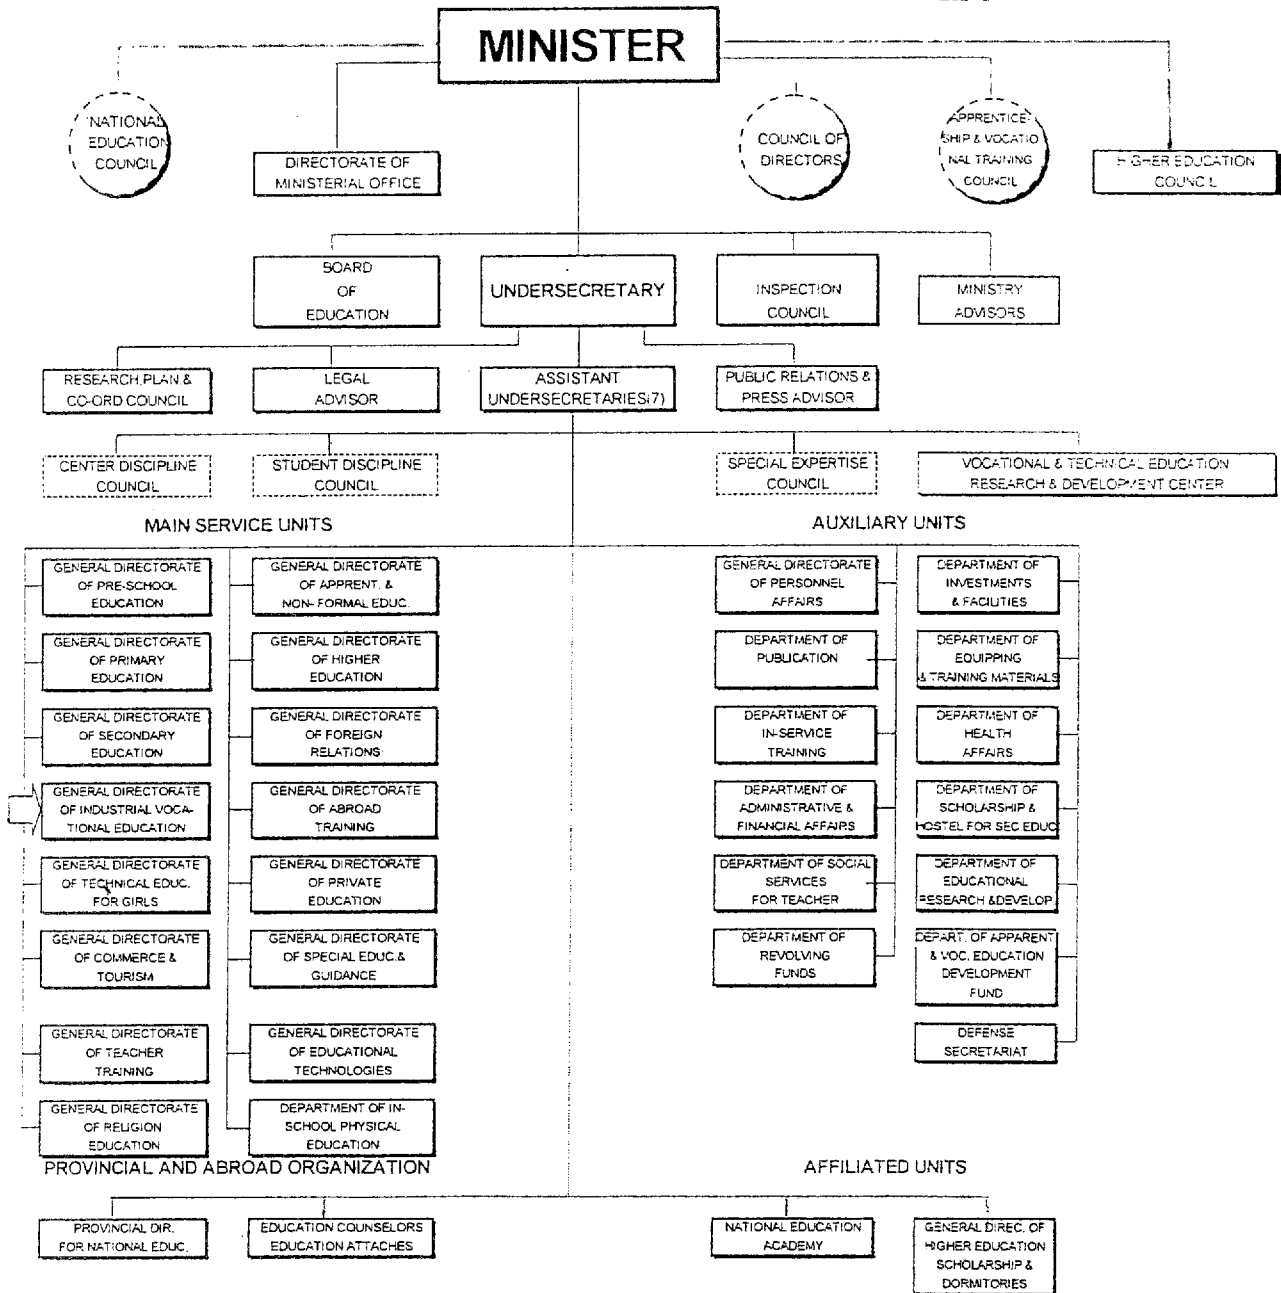 MINISTER
NATIONAL
EDUCATION
COUNCIL
DIRECTORATE OF
MINISTERIAL OFFICE
COUNCIL OF
DIRECTORS
APPRENTICE-
SHIP & VOCATIO
NAL TRAINING
COUNCIL
HIGHER EDUCATION
COUNCIL
BOARD
OF
EDUCATION
UNDERSECRETARY
INSPECTION
COUNCIL
MINISTRY
ADVISORS
RESEARCH,PLAN &
CO-ORD COUNCIL
LEGAL
ADVISOR
ASSISTANT
UNDERSECRETARIES(7)
PUBLIC RELATIONS &
PRESS ADVISOR
CENTER DISCIPLINE
COUNCIL
STUDENT DISCIPLINE
COUNCIL
SPECIAL EXPERTISE
COUNCIL
VOCATIONAL & TECHNICAL EDUCATION
RESEARCH & DEVELOPMENT CENTER
MAIN SERVICE UNITS
GENERAL DIRECTORATE
OF PRE-SCHOOL
EDUCATION
GENERAL DIRECTORATE
OF PRIMARY
EDUCATION
GENERAL DIRECTORATE
OF SECONDARY
EDUCATION
GENERAL DIRECTORATE
OF INDUSTRIAL VOCA-
TIONAL EDUCATION
GENERAL DIRECTORATE
OF TECHNICAL EDUC.
FOR GIRLS
GENERAL DIRECTORATE
OF COMMERCE &
TOURISM
GENERAL DIRECTORATE
OF TEACHER
TRAINING
GENERAL DIRECTORATE
OF RELIGION
EDUCATION
GENERAL DIRECTORATE
OF APPRENT. &
NON- FORMAL EDUC.
GENERAL DIRECTORATE
OF HIGHER
EDUCATION
GENERAL DIRECTORATE
OF FOREIGN
RELATIONS
GENERAL DIRECTORATE
OF ABROAD
TRAINING
GENERAL DIRECTORATE
OF PRIVATE
EDUCATION
GENERAL DIRECTORATE
OF SPECIAL EDUC.&
GUIDANCE
GENERAL DIRECTORATE
OF EDUCATIONAL
TECHNOLOGIES
DEPARTMENT OF IN-
SCHOOL PHYSICAL
EDUCATION
AUXILIARY UNITS
GENERAL DIRECTORATE
OF PERSONNEL
AFFAIRS
DEPARTMENT OF
PUBLICATION
DEPARTMENT OF
IN-SERVICE
TRAINING
DEPARTMENT OF
ADMINISTRATIVE &
FINANCIAL AFFAIRS
DEPARTMENT OF SOCIAL
SERVICES
FOR TEACHER
DEPARTMENT OF
REVOLVING
FUNDS
DEPARTMENT OF
INVESTMENTS
& FACILITIES
DEPARTMENT OF
EQUIPPING
& TRAINING MATERIALS
DEPARTMENT OF
HEALTH
AFFAIRS
DEPARTMENT OF
SCHOLARSHIP &
HOSTEL FOR SEC.EDUC
DEPARTMENT OF
EDUCATIONAL
RESEARCH &DEVELOP.
DEPART. OF APPARENT
& VOC. EDUCATION
DEVELOPMENT
FUND
DEFENSE
SECRETARIAT
PROVINCIAL AND ABROAD ORGANIZATION
PROVINCIAL DIR.
FOR NATIONAL EDUC.
EDUCATION COUNSELORS
EDUCATION ATTACHES
AFFILIATED UNITS
NATIONAL EDUCATION
ACADEMY
GENERAL DIREC. OF
HIGHER EDUCATION
SCHOLARSHIP &
DORMITORIES